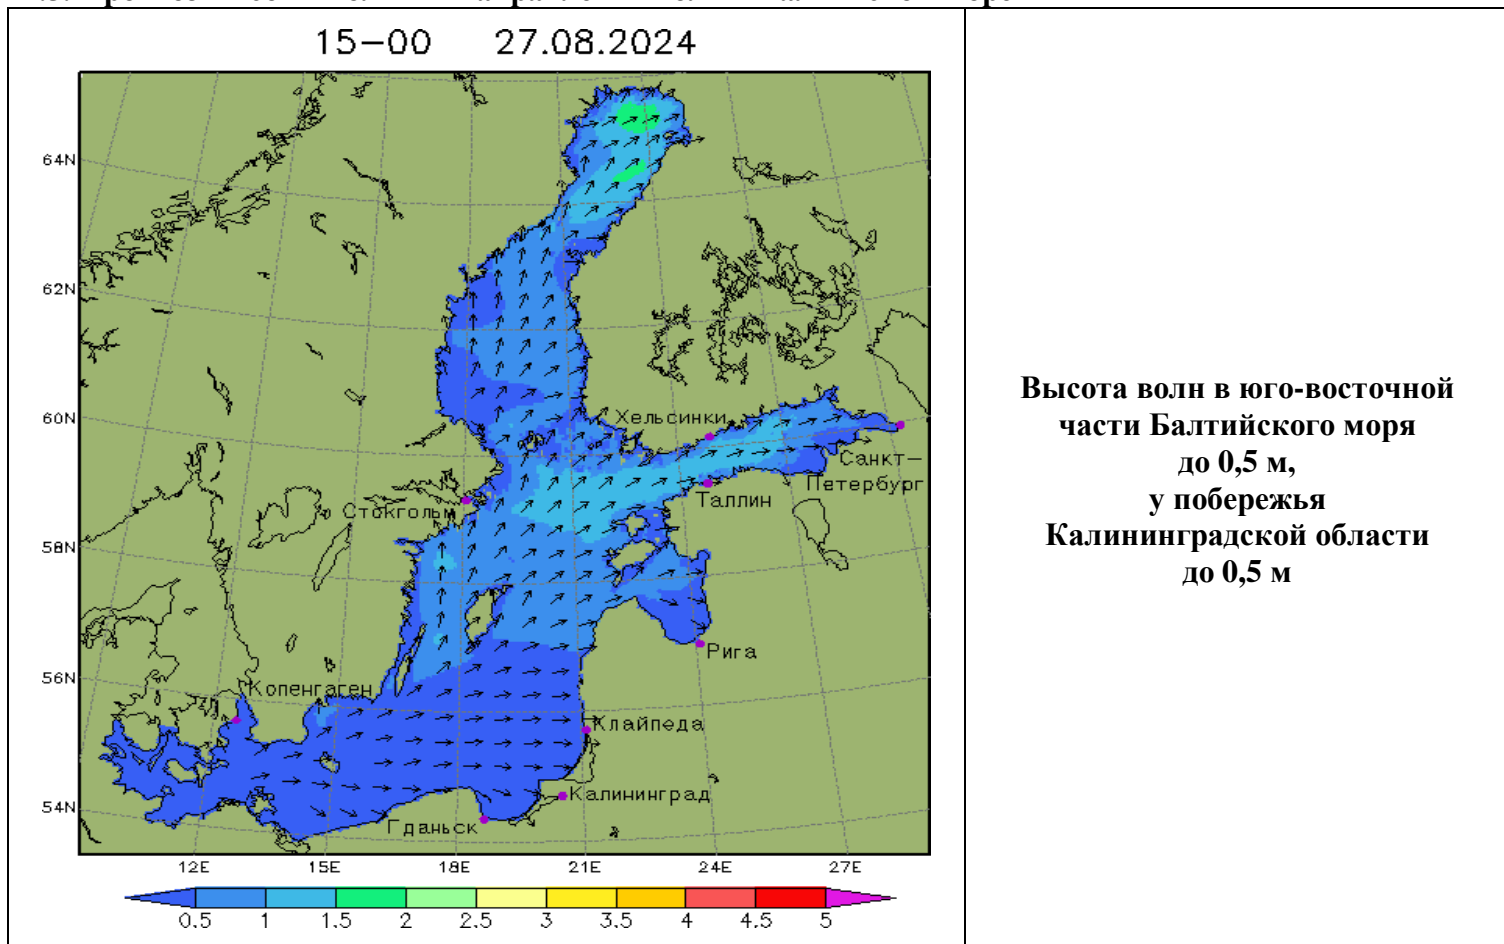 15-00 27.08.2024
64N
62N
60N
58N
56N
54N
Хельсинки
Санкт-
Петербург
Таллин
Стокгольм
Рига
Копенгаген
Клайпеда
Калининград
Гданьск
12E 15E 18E 21E 24E 27E
0.5 1 1.5 2 2.5 3 3.5 4 4.5 5
Высота волн в юго-восточной
части Балтийского моря
до 0,5 м,
у побережья
Калининградской области
до 0,5 м